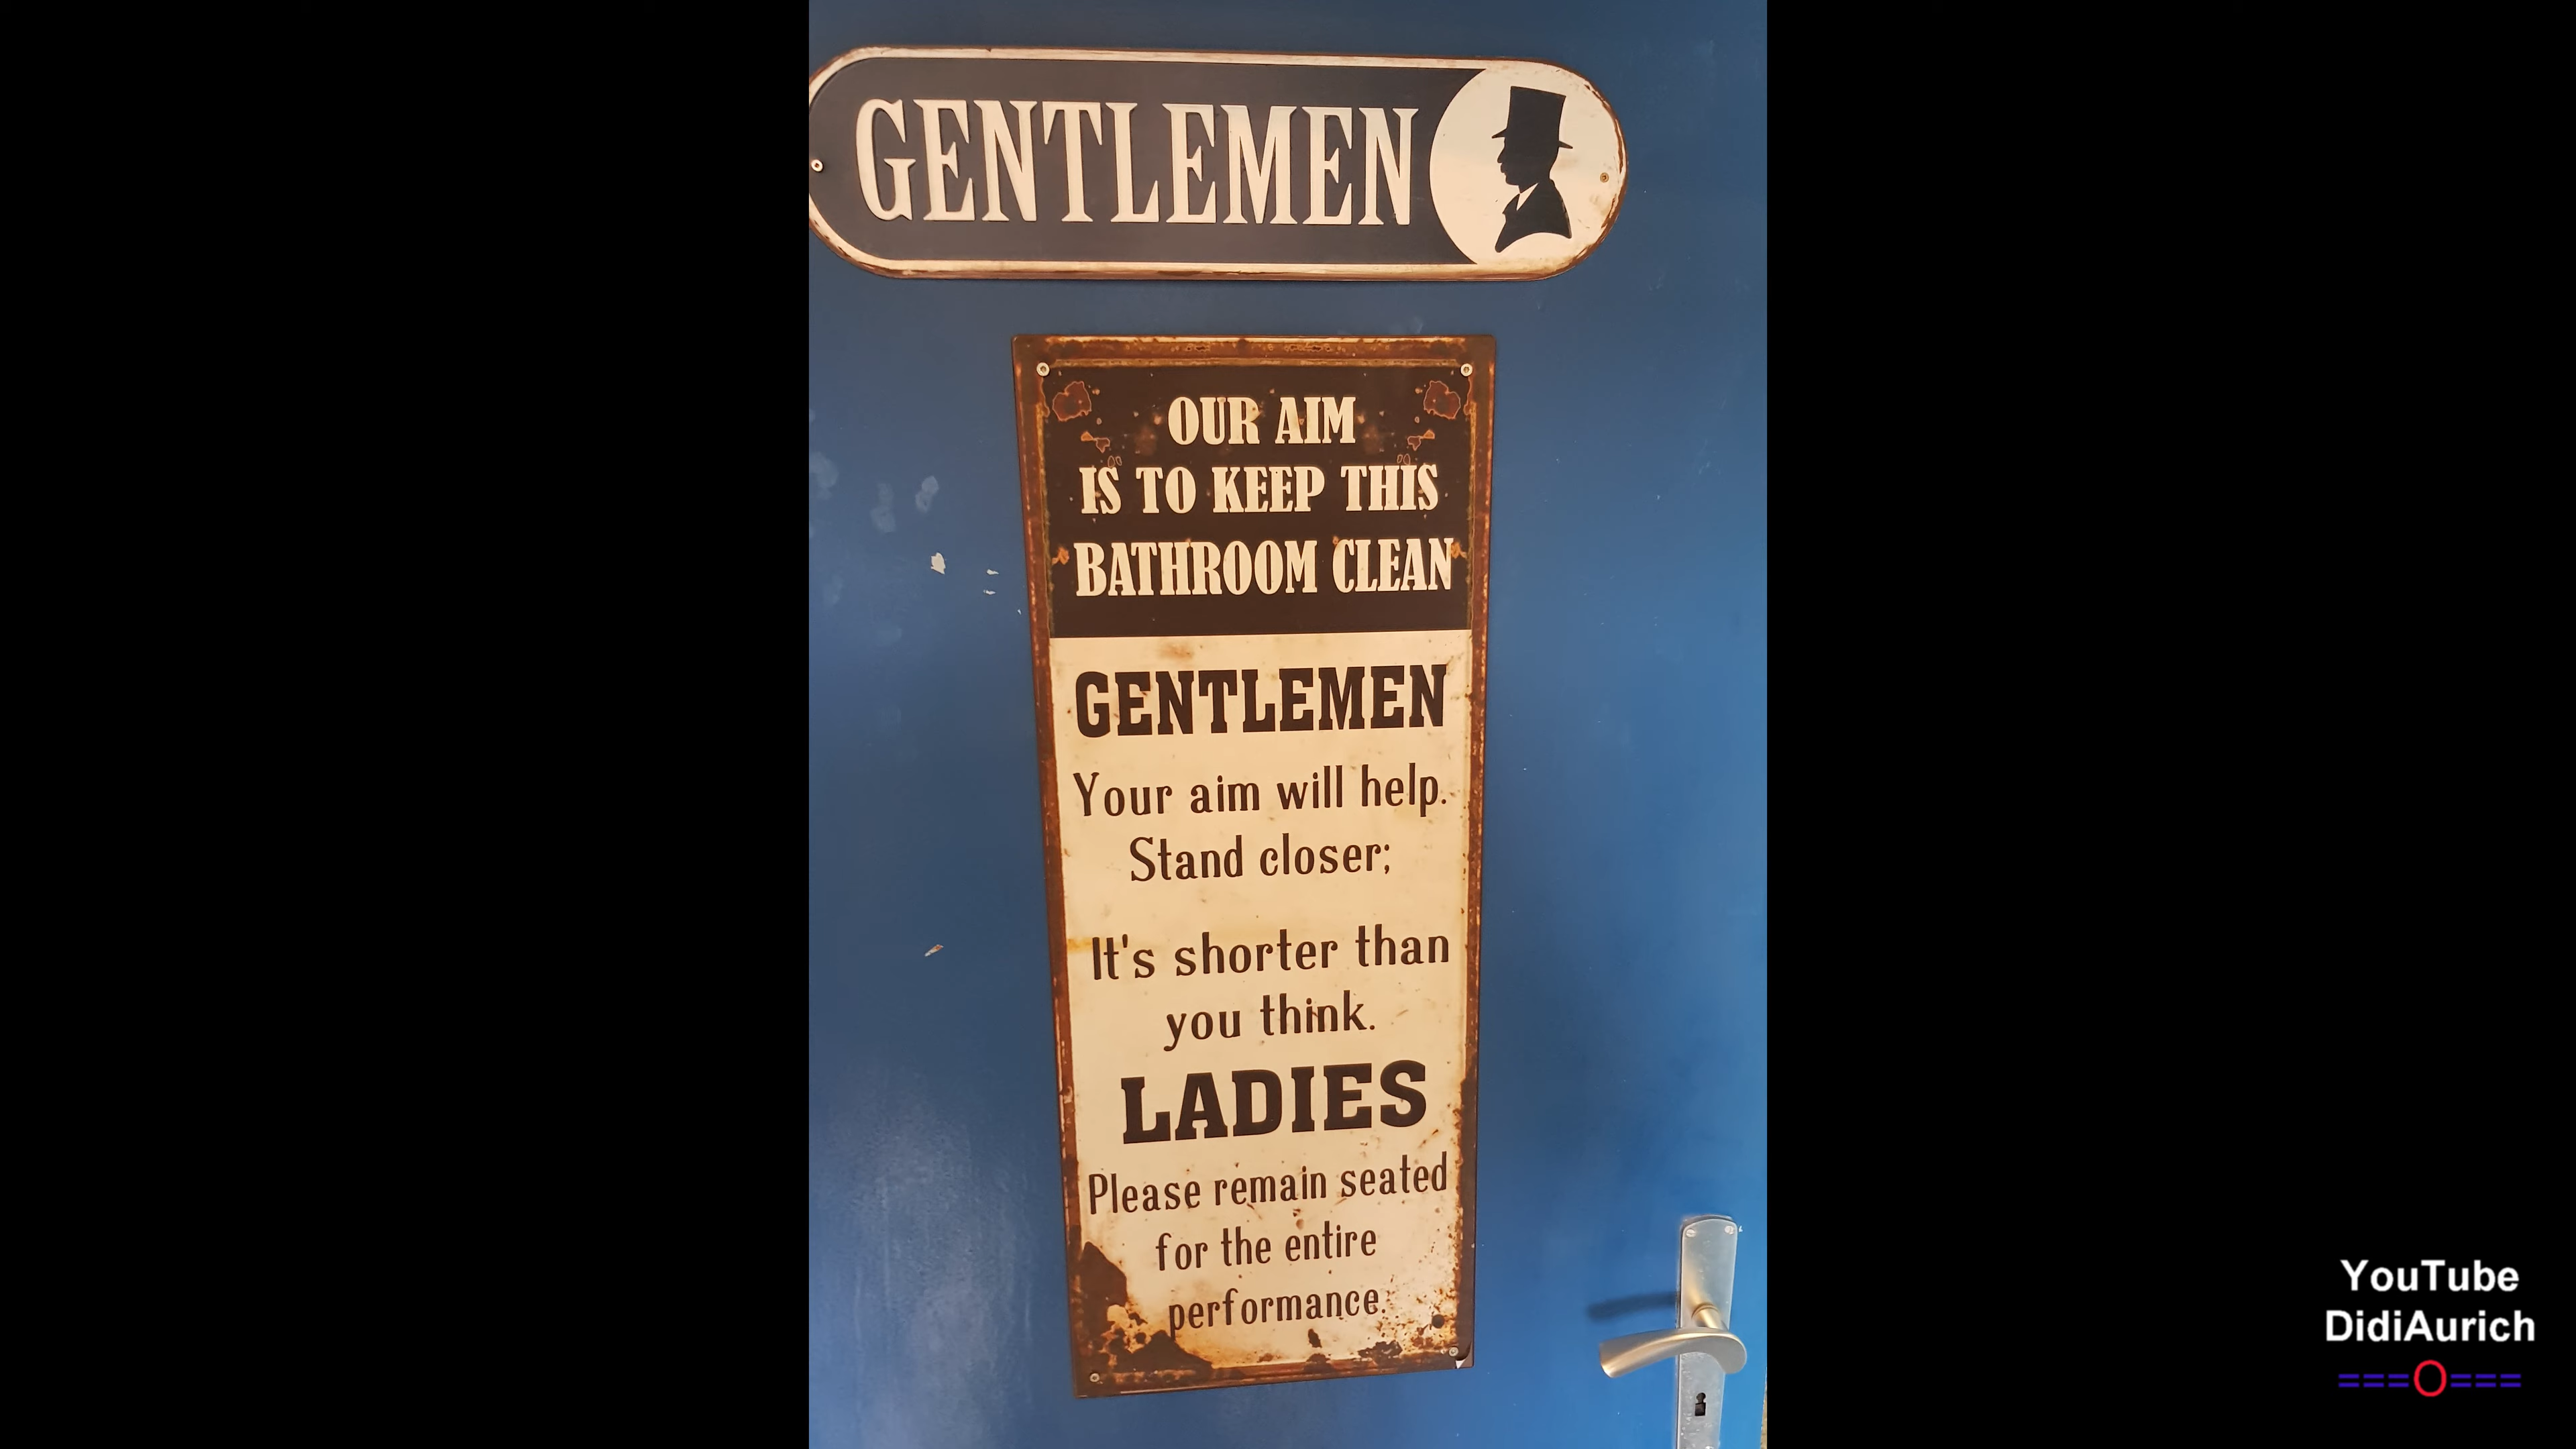 GENTLEMEN
OUR AIM
IS TO KEEP THIS
BATHROOM CLEAN
GENTLEMEN
Your aim will help.
Stand closer;
It's shorter than
you think.
LADIES
Please remain seated
for the entire
performance.
YouTube
DidiAurich
===O===